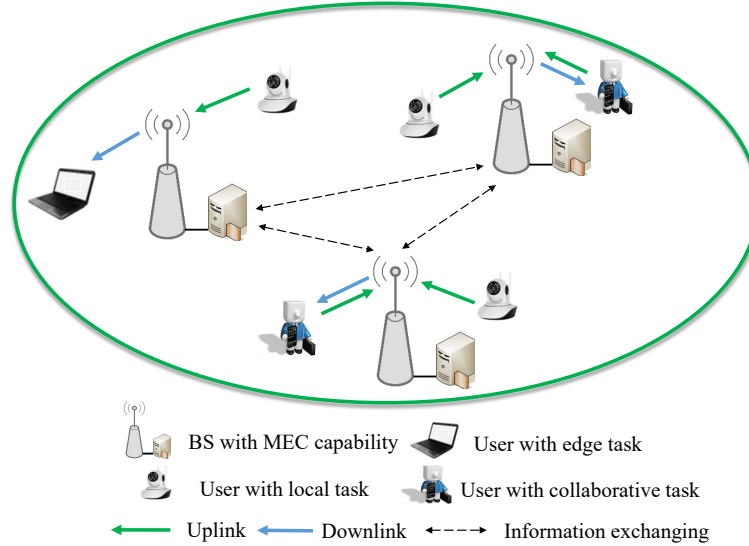 BS with MEC capability
User with edge task
User with local task
User with collaborative task
Uplink
Downlink
Information exchanging